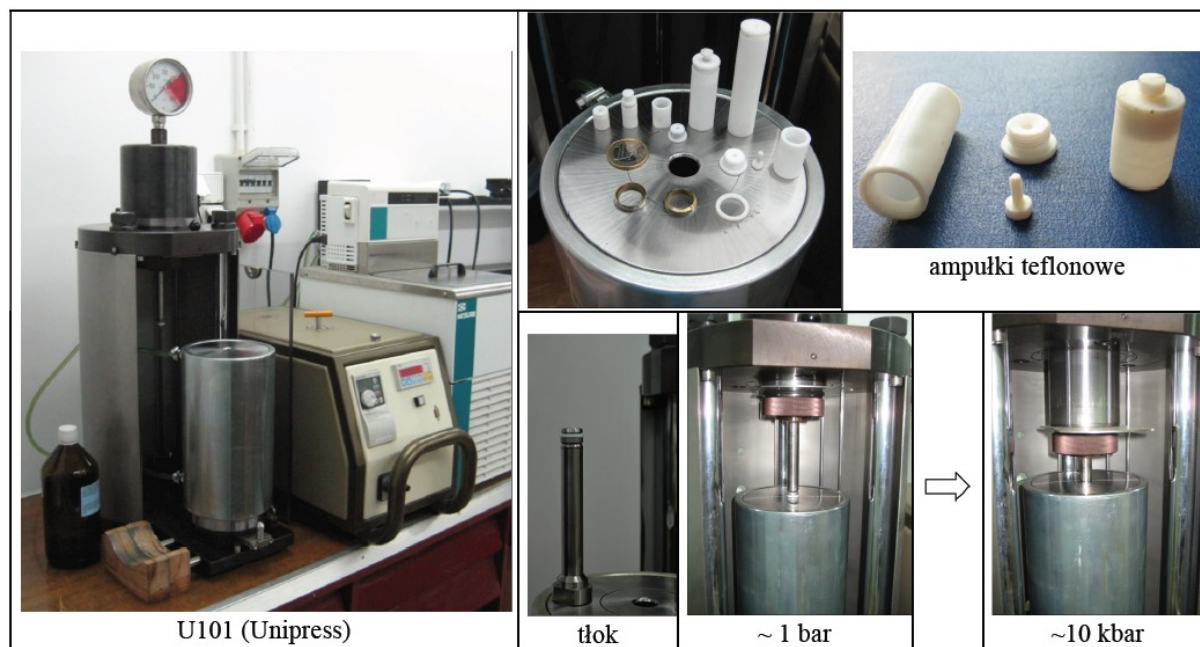 ampułki teflonowe
U101 (Unipress)
tłok
~ 1 bar
~10 kbar